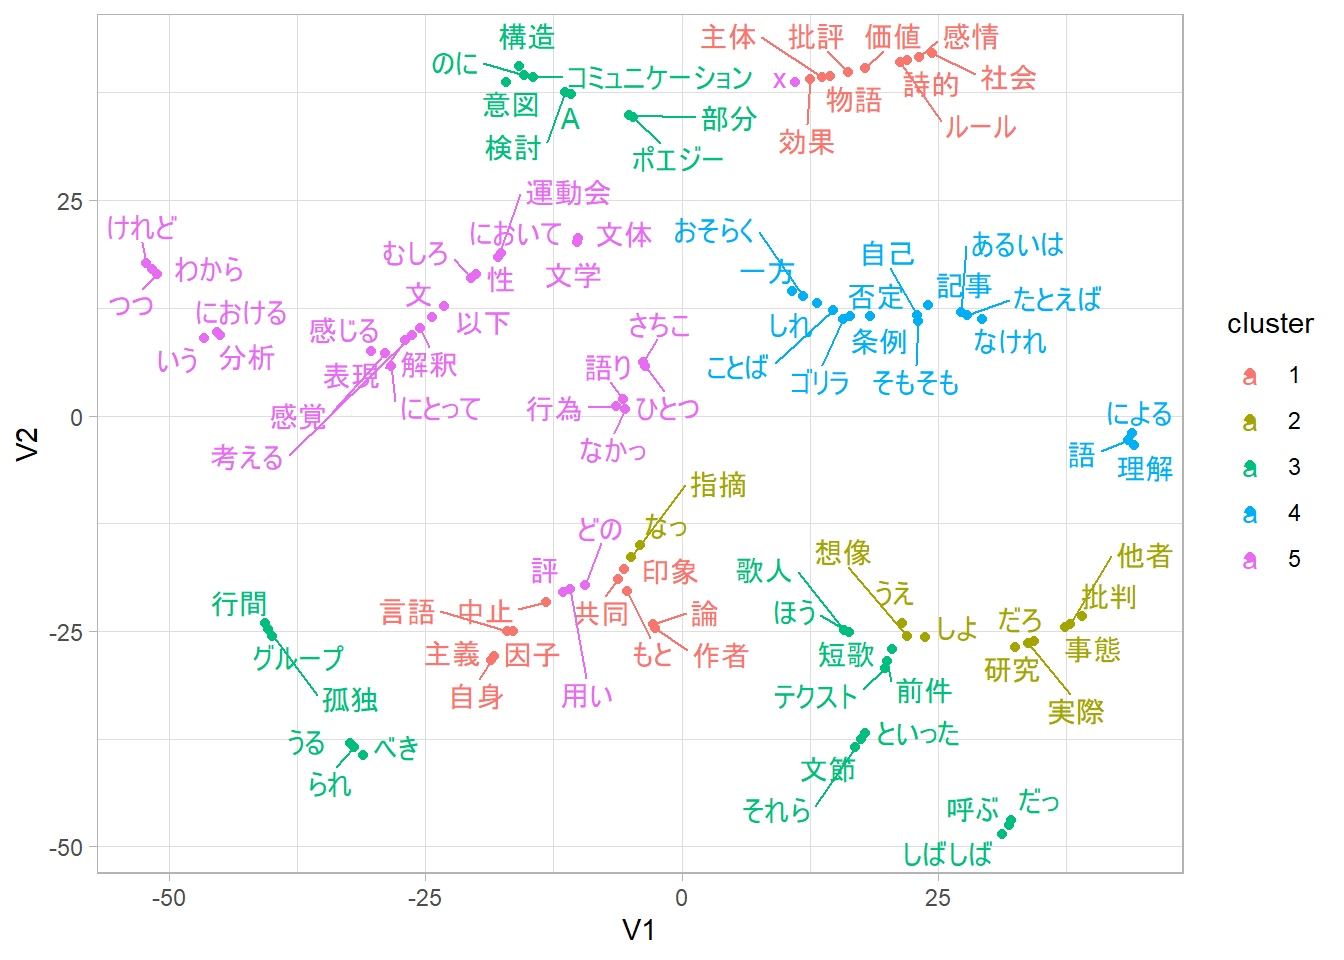 構造
主体
批評
価値
感情
のに
コミュニケーション
x
社会
意図
A
物語
詩的
部分
検討
効果
ルール
ポエジー
運動会
けれど
において
文体
おそらく
あるいは
むしろ
自己
わから
性
文学
一方
記事
つつ
文
否定
たとえば
における
以下
さちこ
しれ
感じる
条例
なけれ
いう
分析
解釈
語り
ことば
表現
ゴリラ
そもそも
感覚
にとって
行為
ひとつ
による
考える
なかっ
語
理解
指摘
どの
なっ
想像
他者
評
印象
歌人
うえ
批判
行間
言語
中止
共同
論
ほう
しよ
だろ
グループ
主義
因子
もと
作者
短歌
研究
事態
孤独
自身
用い
テクスト
前件
実際
うる
べき
といった
られ
文節
それら
呼ぶ
だっ
しばしば
25
0
-25
-50
V2
-50
-25
0
25
V1
cluster
a 1
a 2
a 3
a 4
a 5